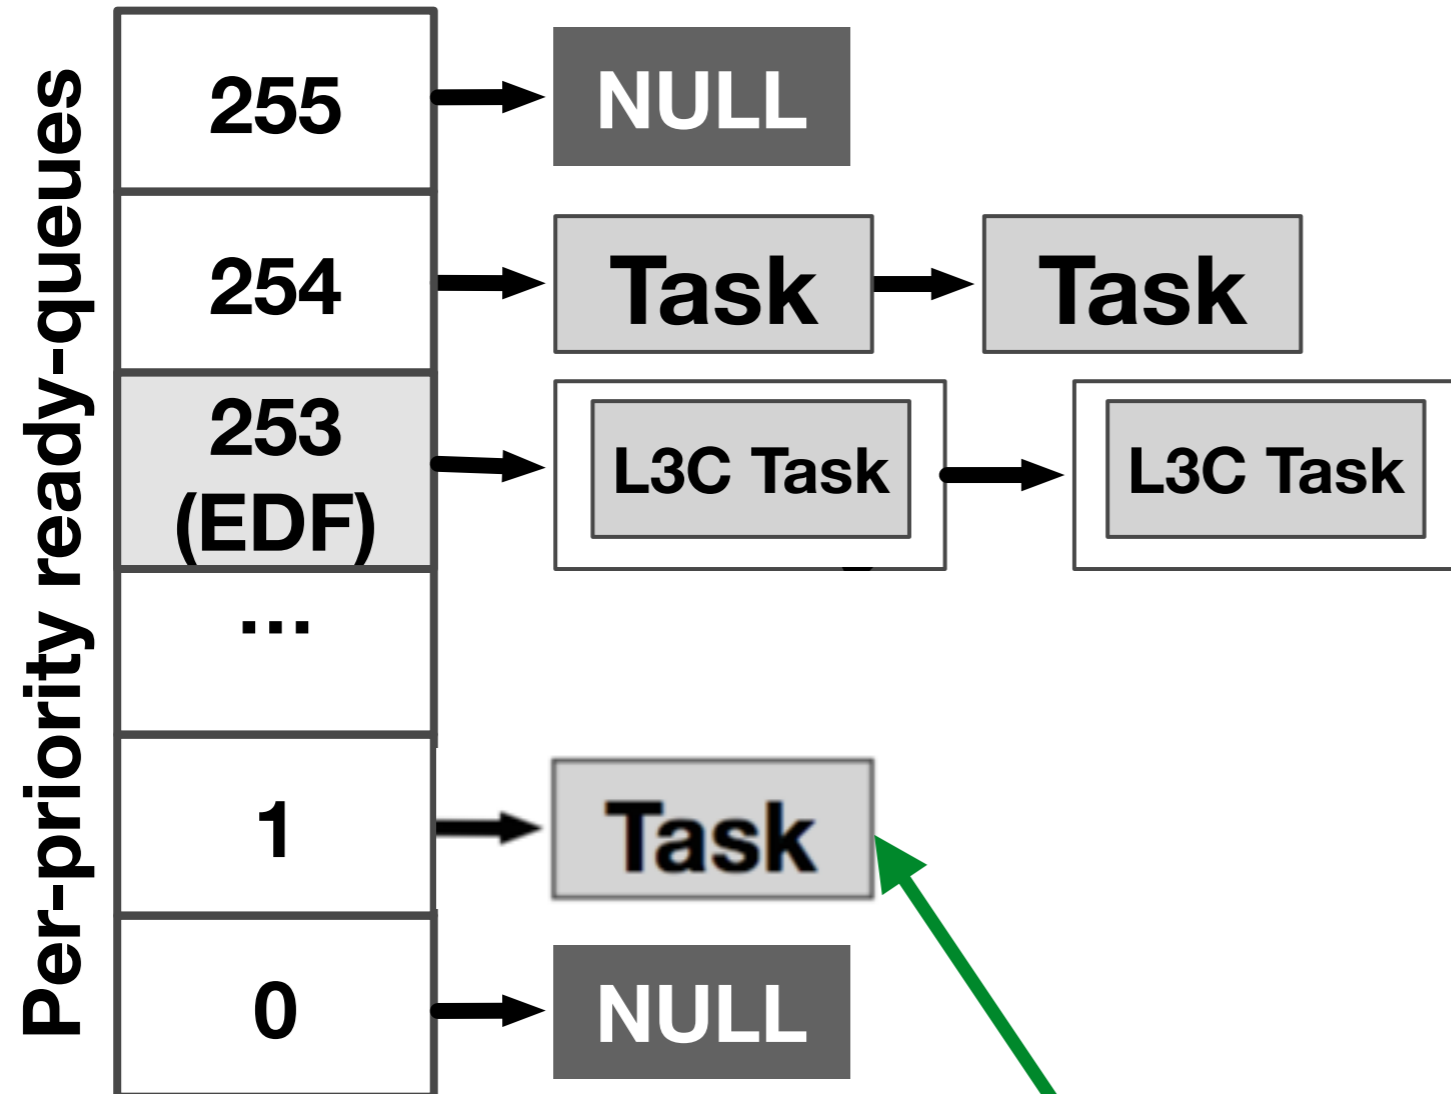 Per-priority ready-queues
255
NULL
254
Task
Task
253
(EDF)
L3C Task
L3C Task
...
1
Task
0
NULL